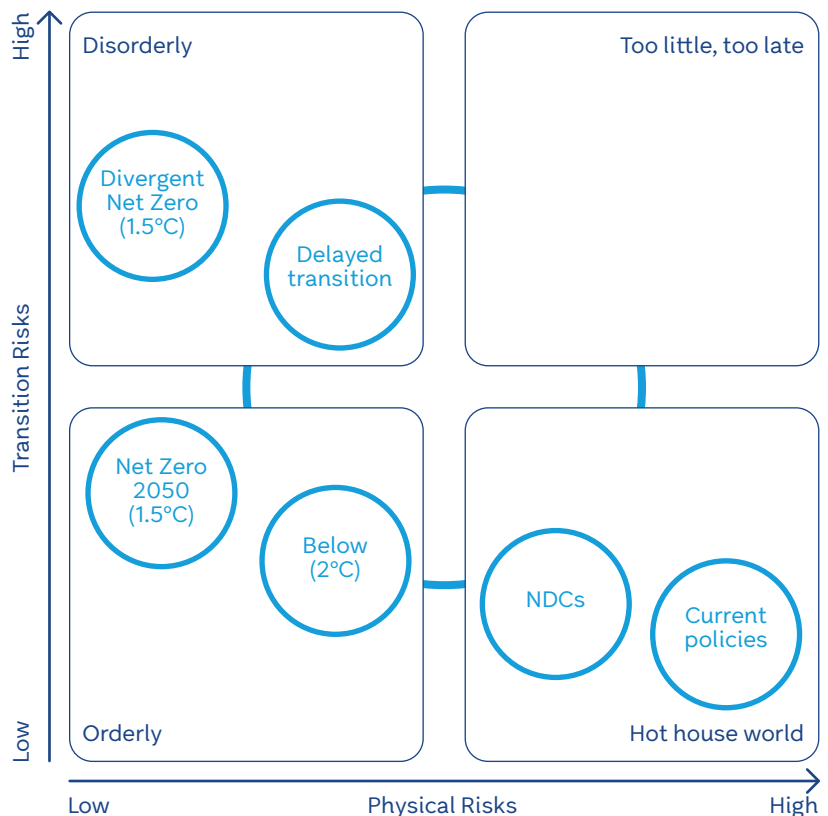 High
Disorderly
Too little, too late
Divergent
Net Zero
(1.5°C)
Delayed
transition
Transition Risks
Net Zero
2050
(1.5°C)
Below
(2°C)
NDCs
Current
policies
Low
Orderly
Hot house world
Low
Physical Risks
High